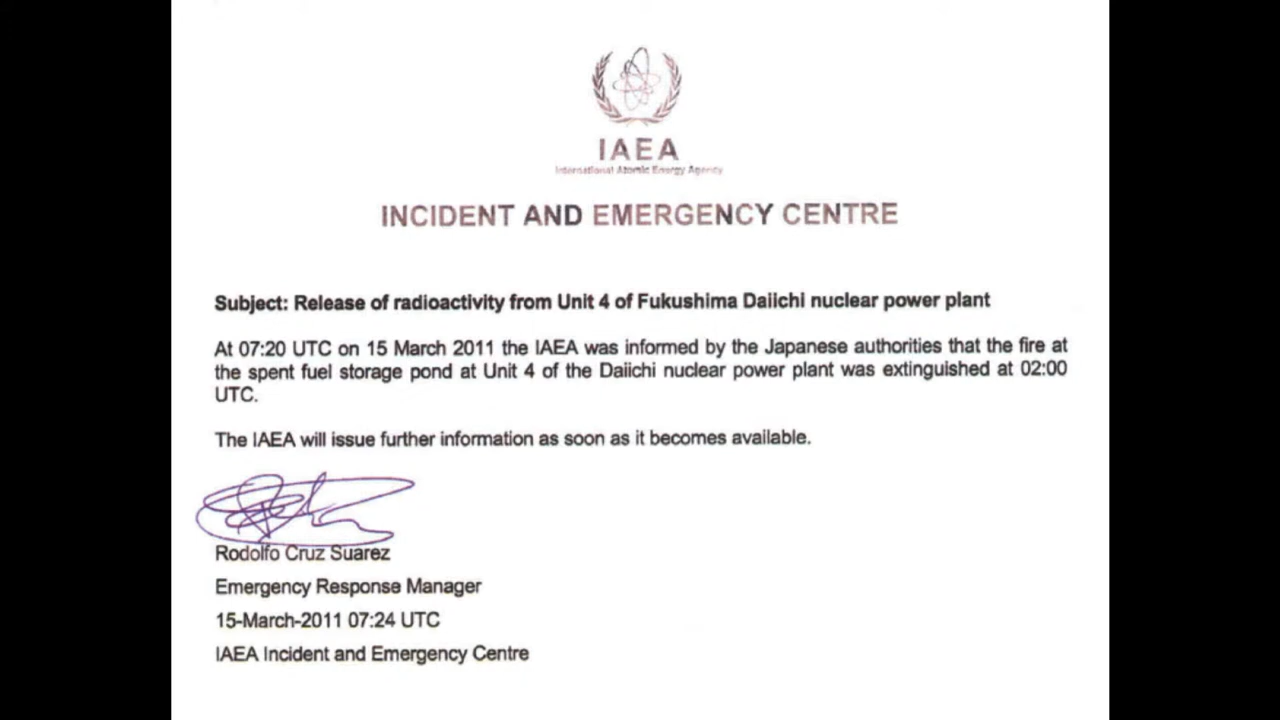 IAEA
International Atomic Energy Agency
INCIDENT AND EMERGENCY CENTRE
Subject: Release of radioactivity from Unit 4 of Fukushima Daiichi nuclear power plant
At 07:20 UTC on 15 March 2011 the IAEA was informed by the Japanese authorities that the fire at
the spent fuel storage pond at Unit 4 of the Daiichi nuclear power plant was extinguished at 02:00
UTC.
The IAEA will issue further information as soon as it becomes available.
Rodolfo Cruz Suarez
Emergency Response Manager
15-March-2011 07:24 UTC
IAEA Incident and Emergency Centre